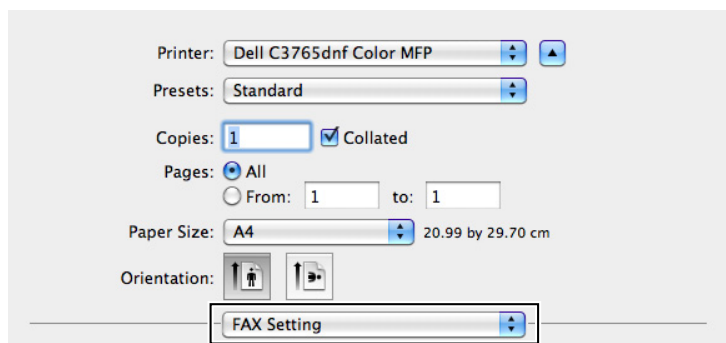 Printer: Dell C3765dnf Color MFP
Presets: Standard
Copies: 1 Collated
Pages: All
From: 1 to: 1
Paper Size: A4 20.99 by 29.70 cm
Orientation:
FAX Setting